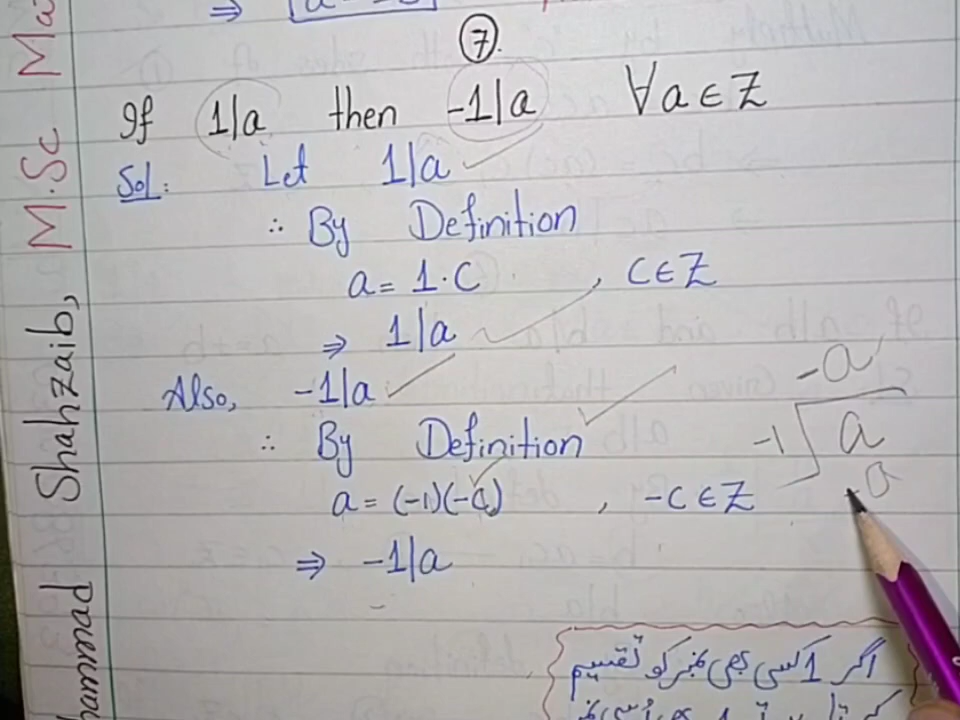 ⑦.
If 1|a then -1|a ∀a∈Z
Sol: Let 1|a
∴ By Definition
a = 1·C , C∈Z
⇒ 1|a
Also, -1|a
∴ By Definition
a = (-1)(-C) , -C∈Z
⇒ -1|a
-a
-1 a
-a
اگر 1 کسی بھی نمبر کو تقسیم
Muhammad Shahzaib, M.Sc